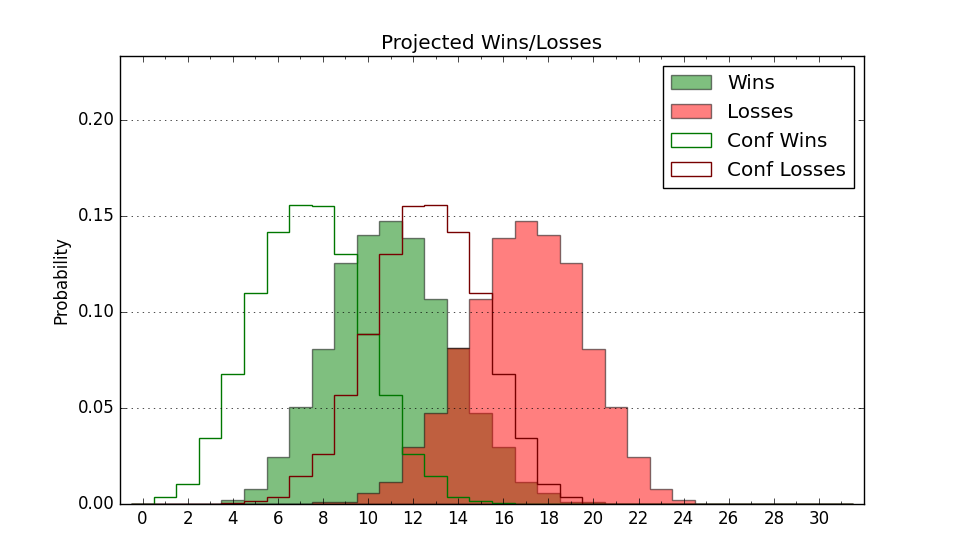 Projected Wins/Losses
Wins
Losses
Conf Wins
Conf Losses
Probability
0.20
0.15
0.10
0.05
0.00
0 2 4 6 8 10 12 14 16 18 20 22 24 26 28 30